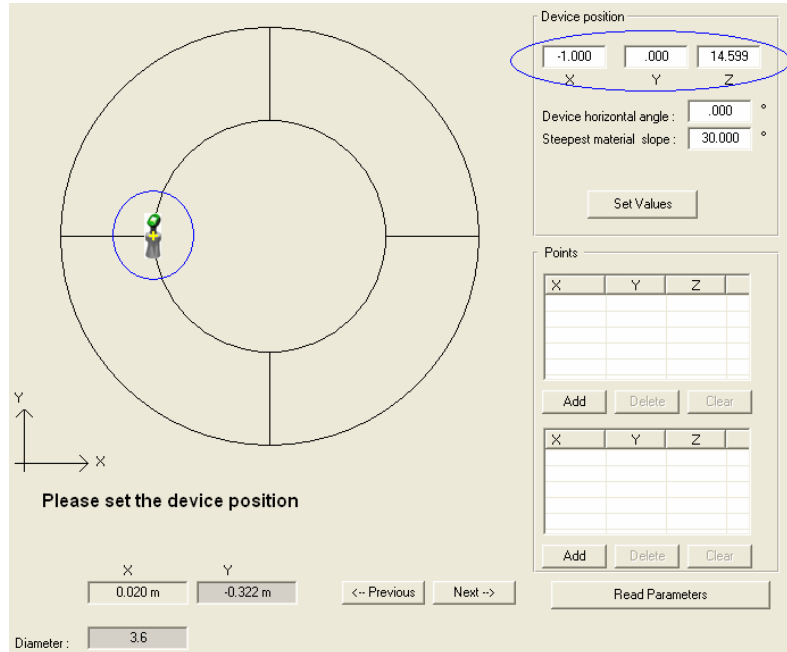 Device position
-1.000 .000 14.599
X Y Z
Device horizontal angle : .000 °
Steepest material slope : 30.000 °
Set Values
Points
X Y Z
Add Delete Clear
X Y Z
Add Delete Clear
Read Parameters
Y
X
Please set the device position
X Y
0.020 m -0.322 m
<-- Previous Next -->
Diameter : 3.6